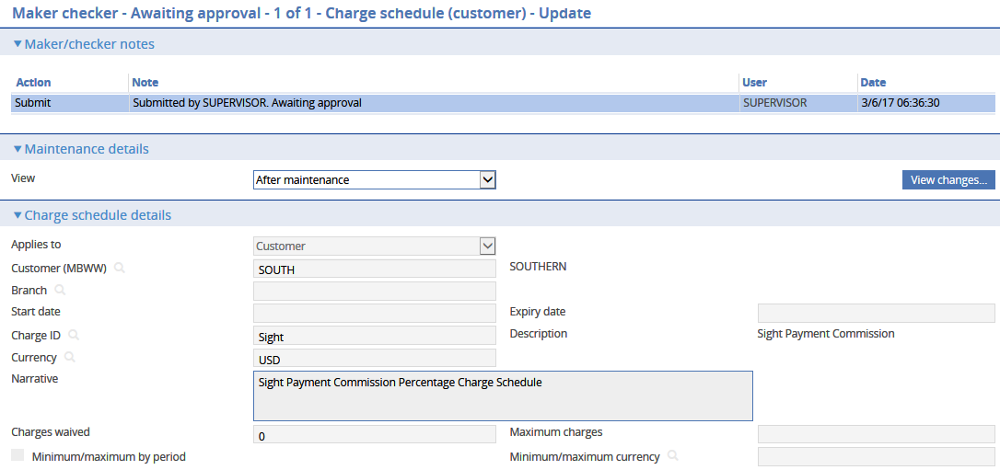 Maker checker - Awaiting approval - 1 of 1 - Charge schedule (customer) - Update
Maker/checker notes
Action Note User Date
Submit Submitted by SUPERVISOR. Awaiting approval SUPERVISOR 3/6/17 06:36:30
Maintenance details
View After maintenance View changes...
Charge schedule details
Applies to Customer
Customer (MBWW) SOUTH SOUTHERN
Branch
Start date Expiry date
Charge ID Sight Description Sight Payment Commission
Currency USD
Narrative Sight Payment Commission Percentage Charge Schedule
Charges waived 0 Maximum charges
Minimum/maximum by period Minimum/maximum currency